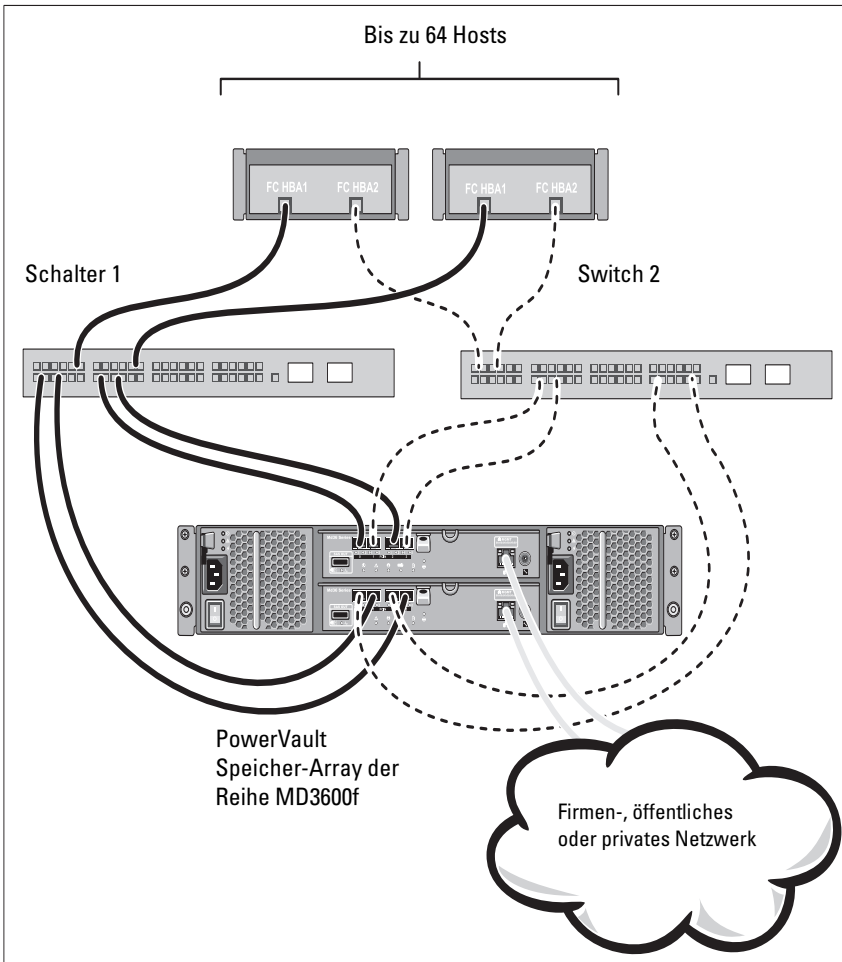 Bis zu 64 Hosts
FC HBA1
FC HBA2
FC HBA1
FC HBA2
Schalter 1
Switch 2
PowerVault
Speicher-Array der
Reihe MD3600f
Firmen-, öffentliches
oder privates Netzwerk